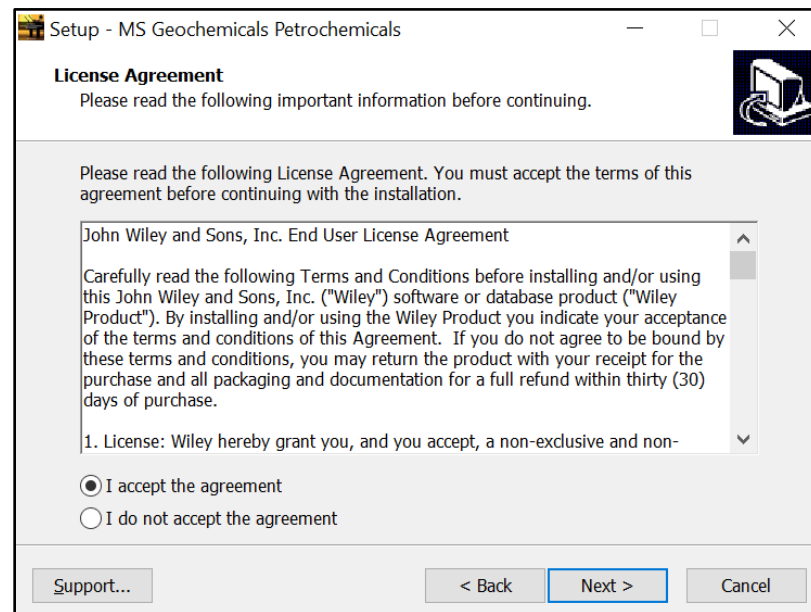 Setup - MS Geochemicals Petrochemicals
License Agreement
Please read the following important information before continuing.
Please read the following License Agreement. You must accept the terms of this
agreement before continuing with the installation.
John Wiley and Sons, Inc. End User License Agreement
Carefully read the following Terms and Conditions before installing and/or using
this John Wiley and Sons, Inc. ("Wiley") software or database product ("Wiley
Product"). By installing and/or using the Wiley Product you indicate your acceptance
of the terms and conditions of this Agreement.  If you do not agree to be bound by
these terms and conditions, you may return the product with your receipt for the
purchase and all packaging and documentation for a full refund within thirty (30)
days of purchase.
1. License: Wiley hereby grant you, and you accept, a non-exclusive and non-
I accept the agreement
I do not accept the agreement
Support...
< Back
Next >
Cancel